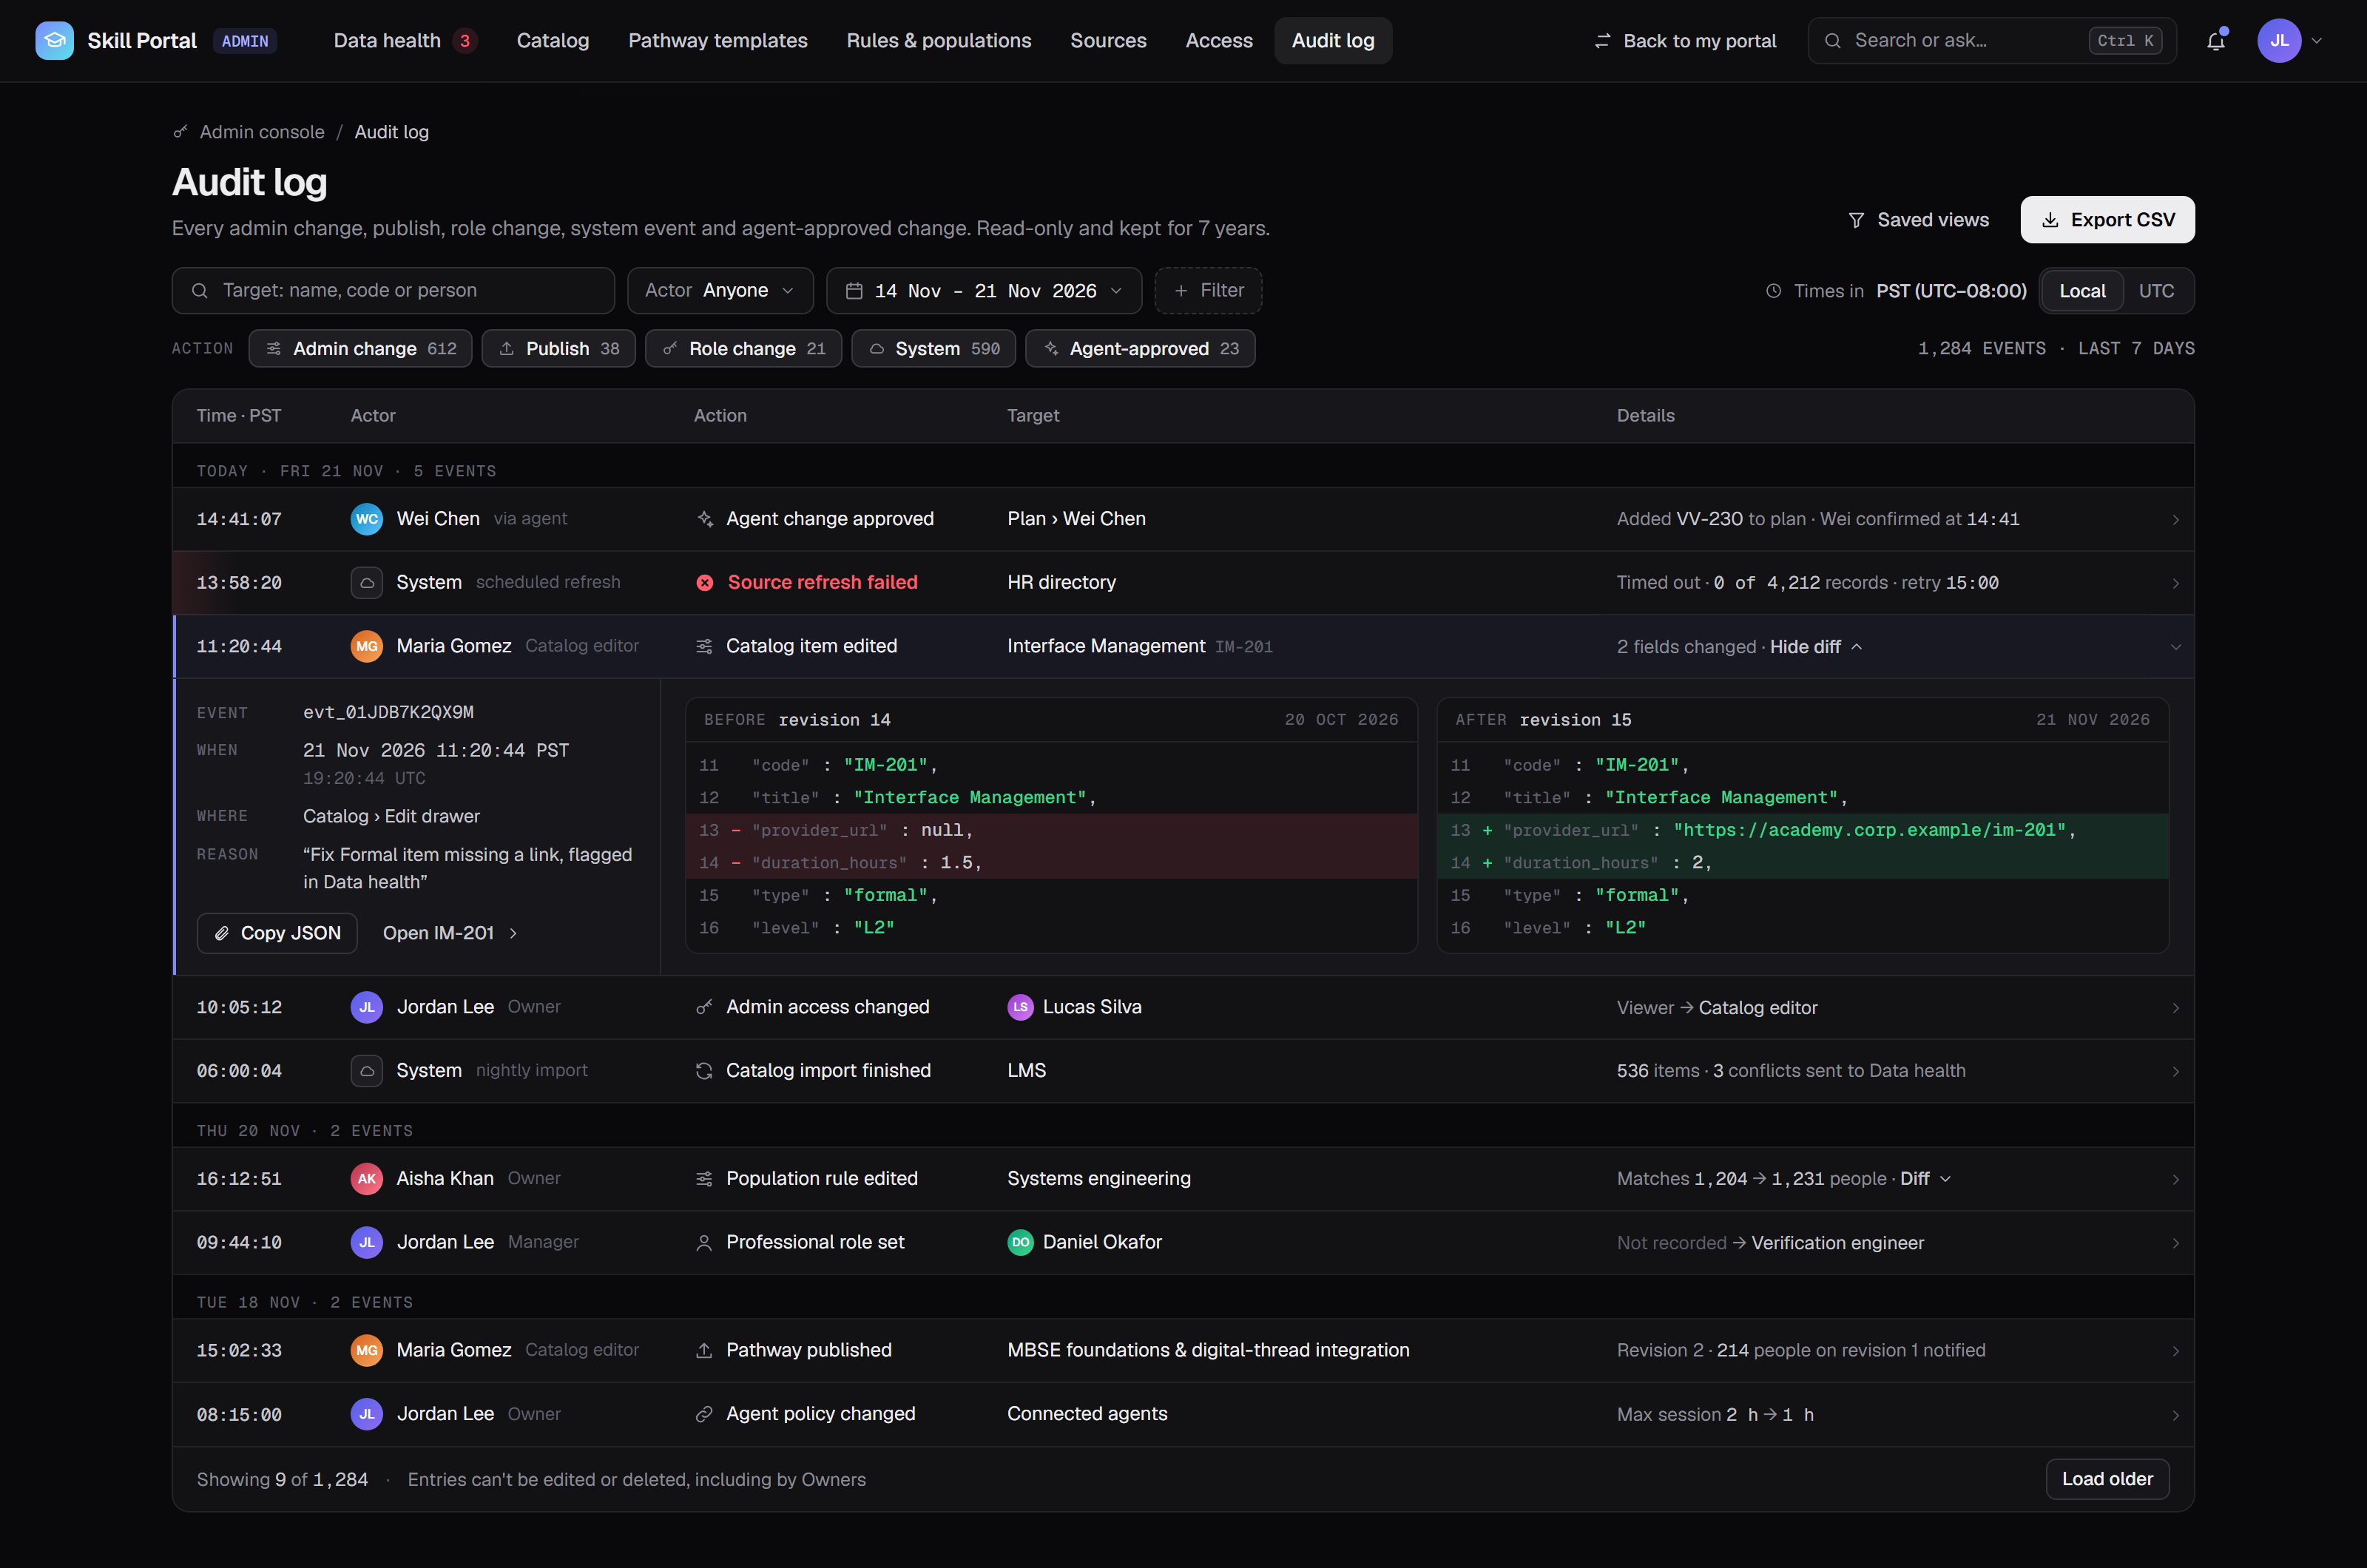 Skill Portal ADMIN Data health 3 Catalog Pathway templates Rules & populations Sources Access Audit log Back to my portal Search or ask... Ctrl K JL
Admin console / Audit log
Audit log
Every admin change, publish, role change, system event and agent-approved change. Read-only and kept for 7 years.
Saved views Export CSV
Target: name, code or person Actor Anyone 14 Nov – 21 Nov 2026 + Filter Times in PST (UTC−08:00) Local UTC
ACTION Admin change 612 Publish 38 Role change 21 System 590 Agent-approved 23 1,284 EVENTS · LAST 7 DAYS
Time · PST Actor Action Target Details
TODAY · FRI 21 NOV · 5 EVENTS
14:41:07 WC Wei Chen via agent Agent change approved Plan › Wei Chen Added VV-230 to plan · Wei confirmed at 14:41
13:58:20 System scheduled refresh Source refresh failed HR directory Timed out · 0 of 4,212 records · retry 15:00
11:20:44 MG Maria Gomez Catalog editor Catalog item edited Interface Management IM-201 2 fields changed · Hide diff
EVENT evt_01JDB7K2QX9M
WHEN 21 Nov 2026 11:20:44 PST
19:20:44 UTC
WHERE Catalog › Edit drawer
REASON “Fix Formal item missing a link, flagged
in Data health”
Copy JSON Open IM-201
BEFORE revision 14 20 OCT 2026
11 "code" : "IM-201",
12 "title" : "Interface Management",
13 − "provider_url" : null,
14 − "duration_hours" : 1.5,
15 "type" : "formal",
16 "level" : "L2"
AFTER revision 15 21 NOV 2026
11 "code" : "IM-201",
12 "title" : "Interface Management",
13 + "provider_url" : "https://academy.corp.example/im-201",
14 + "duration_hours" : 2,
15 "type" : "formal",
16 "level" : "L2"
10:05:12 JL Jordan Lee Owner Admin access changed LS Lucas Silva Viewer → Catalog editor
06:00:04 System nightly import Catalog import finished LMS 536 items · 3 conflicts sent to Data health
THU 20 NOV · 2 EVENTS
16:12:51 AK Aisha Khan Owner Population rule edited Systems engineering Matches 1,204 → 1,231 people · Diff
09:44:10 JL Jordan Lee Manager Professional role set DO Daniel Okafor Not recorded → Verification engineer
TUE 18 NOV · 2 EVENTS
15:02:33 MG Maria Gomez Catalog editor Pathway published MBSE foundations & digital-thread integration Revision 2 · 214 people on revision 1 notified
08:15:00 JL Jordan Lee Owner Agent policy changed Connected agents Max session 2 h → 1 h
Showing 9 of 1,284 · Entries can't be edited or deleted, including by Owners Load older